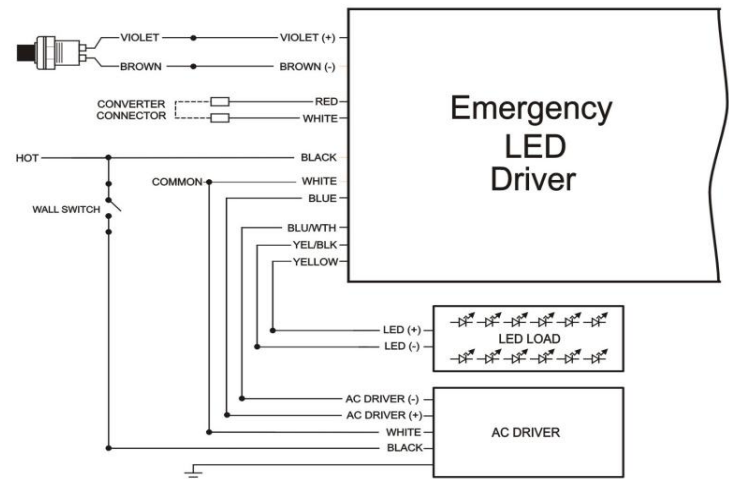 VIOLET
VIOLET (+)
BROWN
BROWN (-)
CONVERTER
CONNECTOR
RED
WHITE
Emergency
LED
Driver
HOT
BLACK
COMMON
WHITE
BLUE
WALL SWITCH
BLU/WTH
YEL/BLK
YELLOW
LED (+)
LED (-)
LED LOAD
AC DRIVER (-)
AC DRIVER (+)
WHITE
BLACK
AC DRIVER